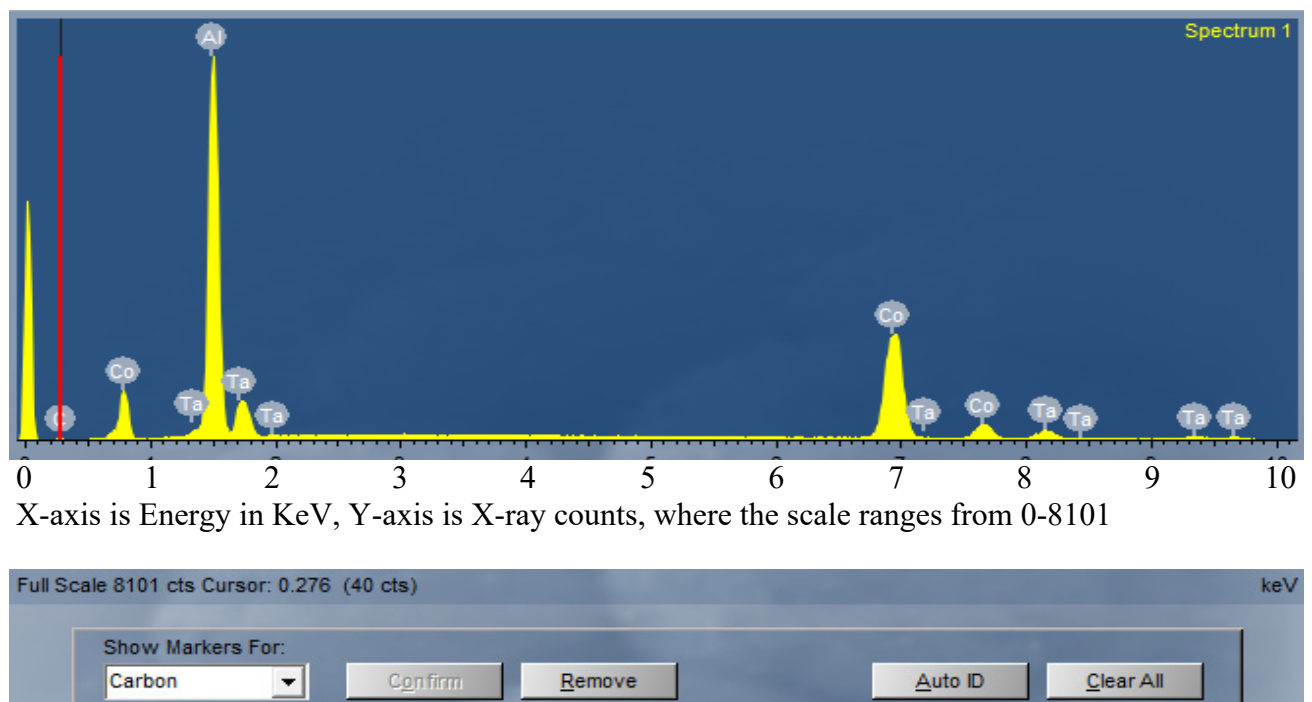 Spectrum 1
Al
Co
Co
Ta
Ta
Ta
C
Ta
Co
Ta
Ta
Ta
Ta
0 1 2 3 4 5 6 7 8 9 10
X-axis is Energy in KeV, Y-axis is X-ray counts, where the scale ranges from 0-8101
Full Scale 8101 cts Cursor: 0.276 (40 cts) keV
Show Markers For:
Carbon Confirm Remove Auto ID Clear All